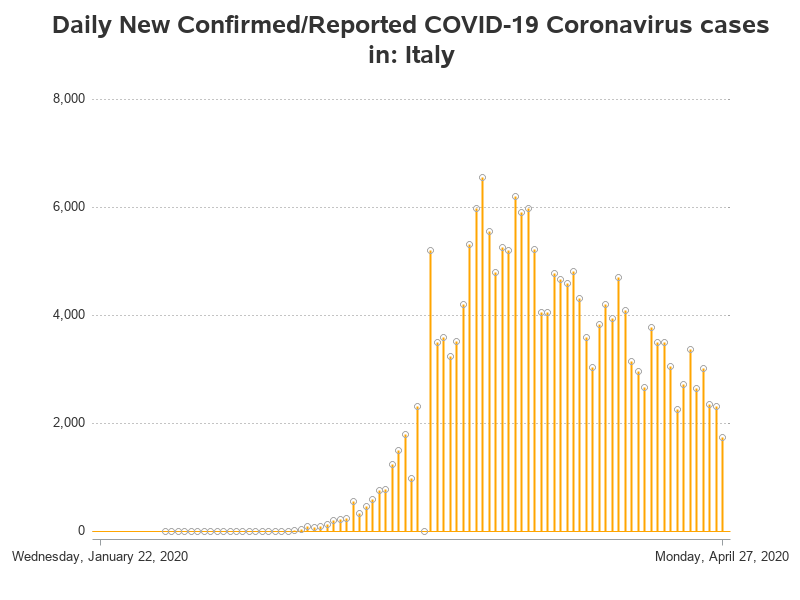 Daily New Confirmed/Reported COVID-19 Coronavirus cases
in: Italy
8,000
6,000
4,000
2,000
0
Wednesday, January 22, 2020
Monday, April 27, 2020